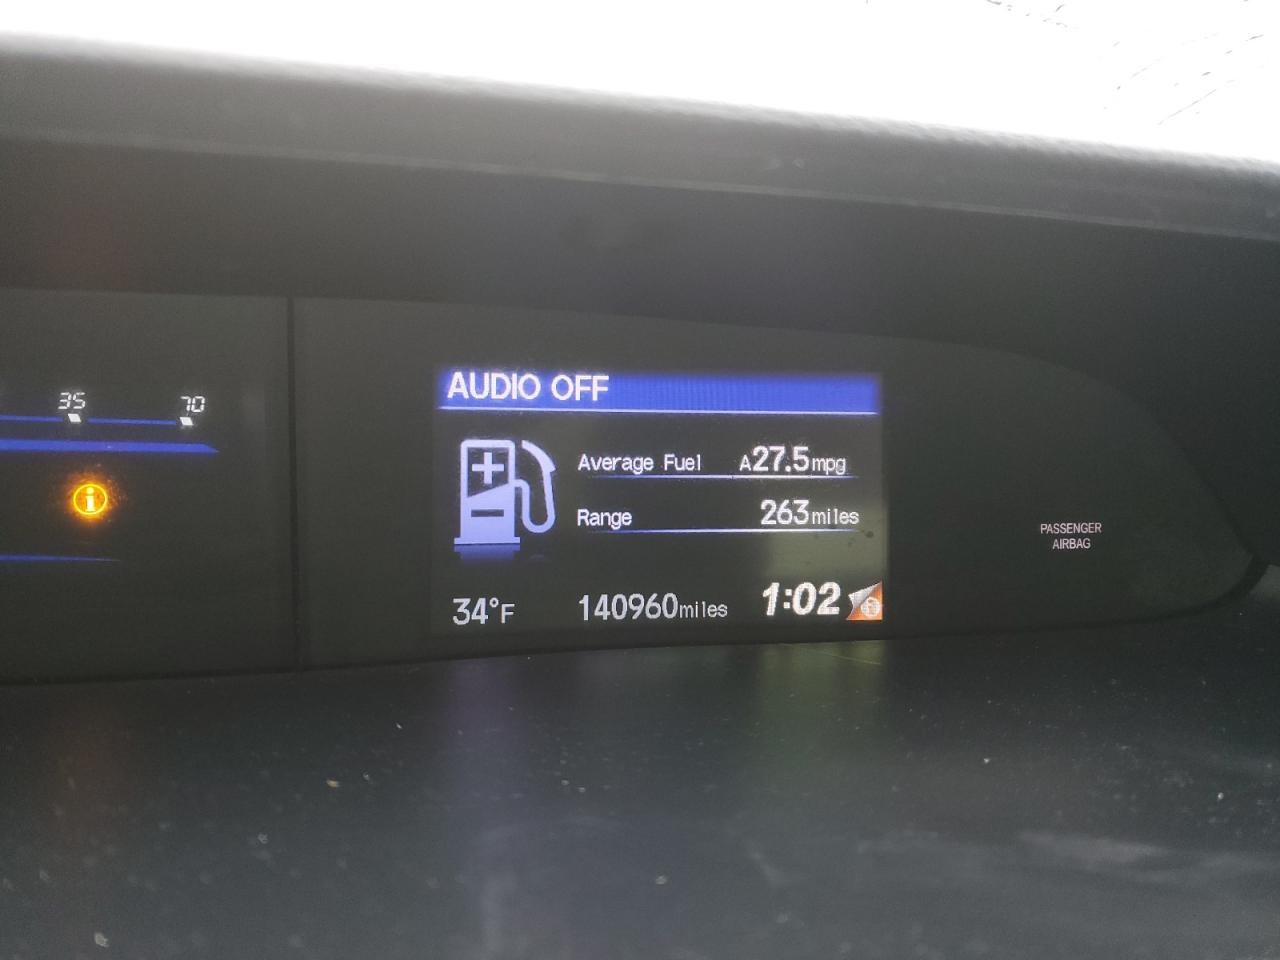 35 70
AUDIO OFF
Average Fuel A27.5mpg
Range 263miles
34°F 140960miles 1:02
PASSENGER
AIRBAG